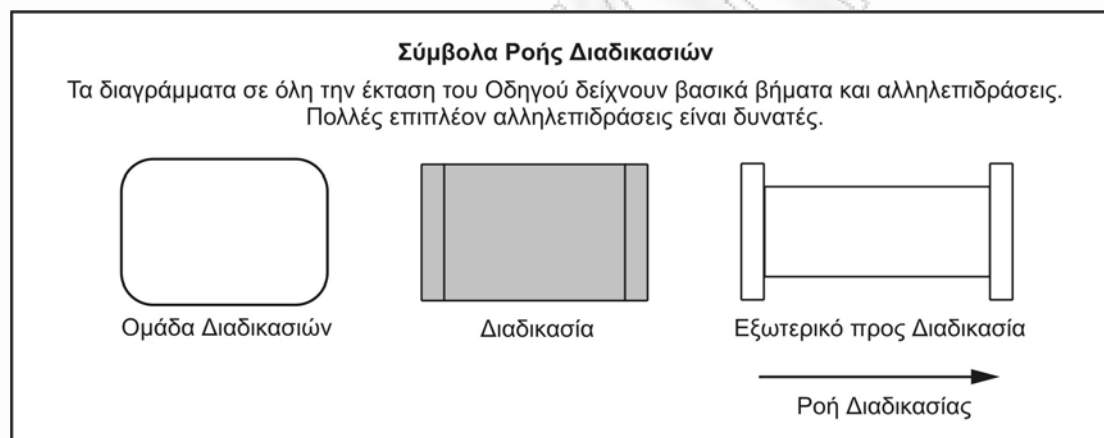 Σύμβολα Ροής Διαδικασιών
Τα διαγράμματα σε όλη την έκταση του Οδηγού δείχνουν βασικά βήματα και αλληλεπιδράσεις.
Πολλές επιπλέον αλληλεπιδράσεις είναι δυνατές.
Ομάδα Διαδικασιών
Διαδικασία
Εξωτερικό προς Διαδικασία
Ροή Διαδικασίας